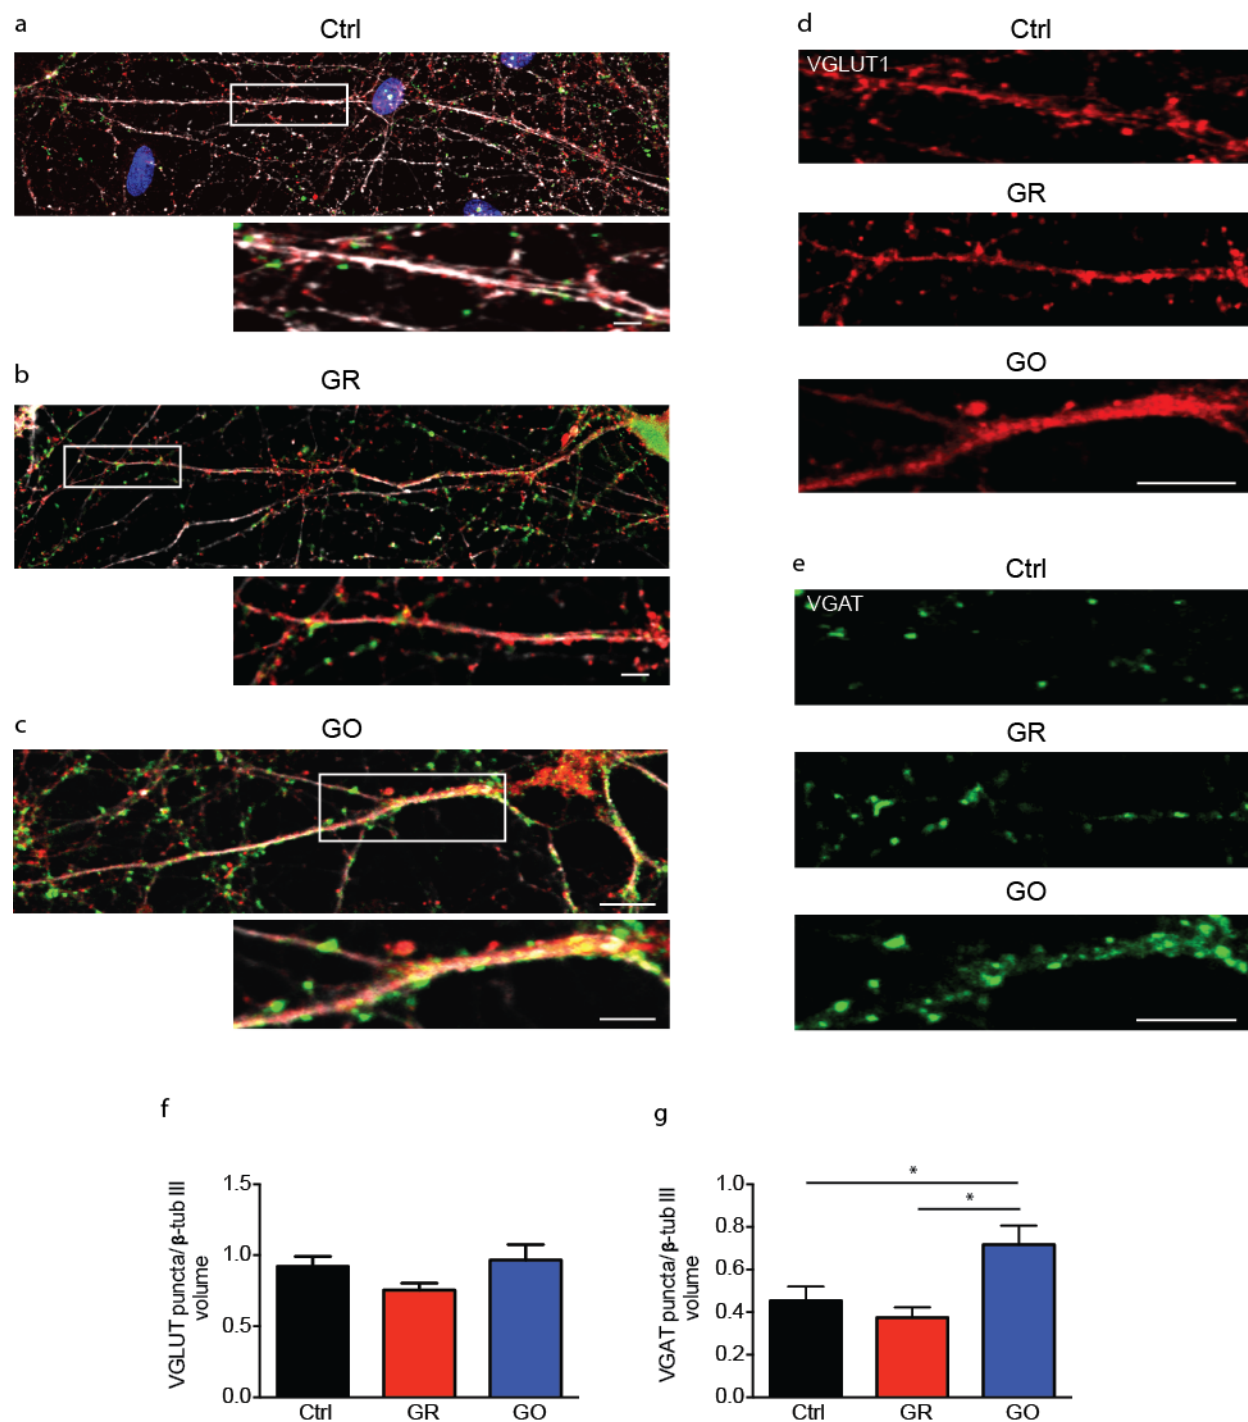 a
Ctrl
b
GR
c
GO
d
Ctrl
VGLUT1
GR
GO
e
Ctrl
VGAT
GR
GO
f
VGLUT puncta/ β-tub III
volume
1.5
1.0
0.5
0.0
Ctrl GR GO
g
VGAT puncta/ β-tub III
volume
1.0
0.8
0.6
0.4
0.2
0.0
*
*
Ctrl GR GO